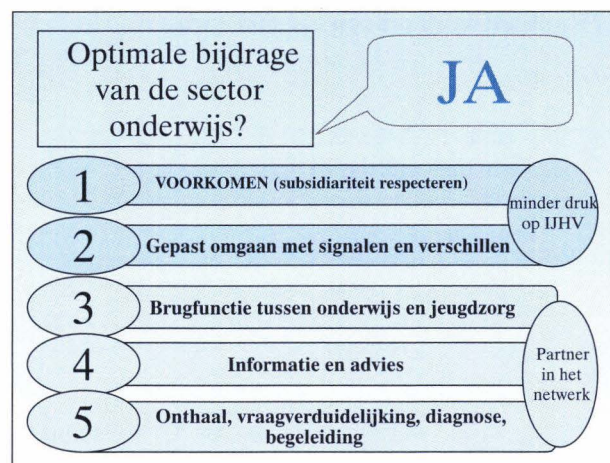 Optimale bijdrage
van de sector
onderwijs?
JA
1
VOORKOMEN (subsidiariteit respecteren)
2
Gepast omgaan met signalen en verschillen
minder druk
op IJHV
3
Brugfunctie tussen onderwijs en jeugdzorg
4
Informatie en advies
5
Onthaal, vraagverduidelijking, diagnose,
begeleiding
Partner
in het
netwerk